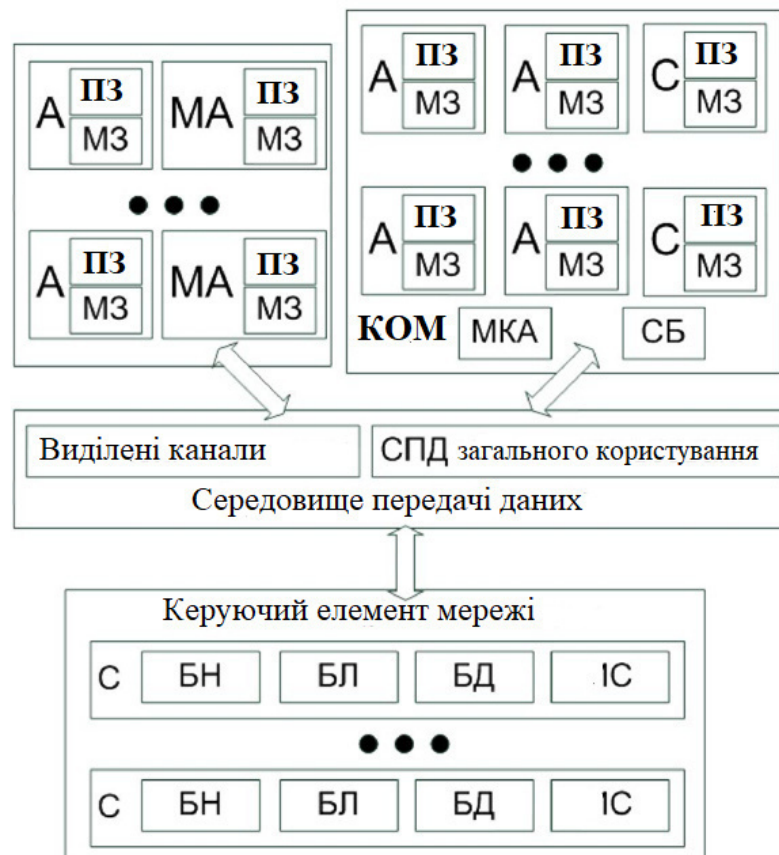 А ПЗ МЗ МА ПЗ МЗ
А ПЗ МЗ МА ПЗ МЗ
А ПЗ МЗ А ПЗ МЗ С ПЗ МЗ
А ПЗ МЗ А ПЗ МЗ С ПЗ МЗ
КОМ МКА СБ
Виділені канали СПД загального користування
Середовище передачі даних
Керуючий елемент мережі
С БН БЛ БД ІС
С БН БЛ БД ІС